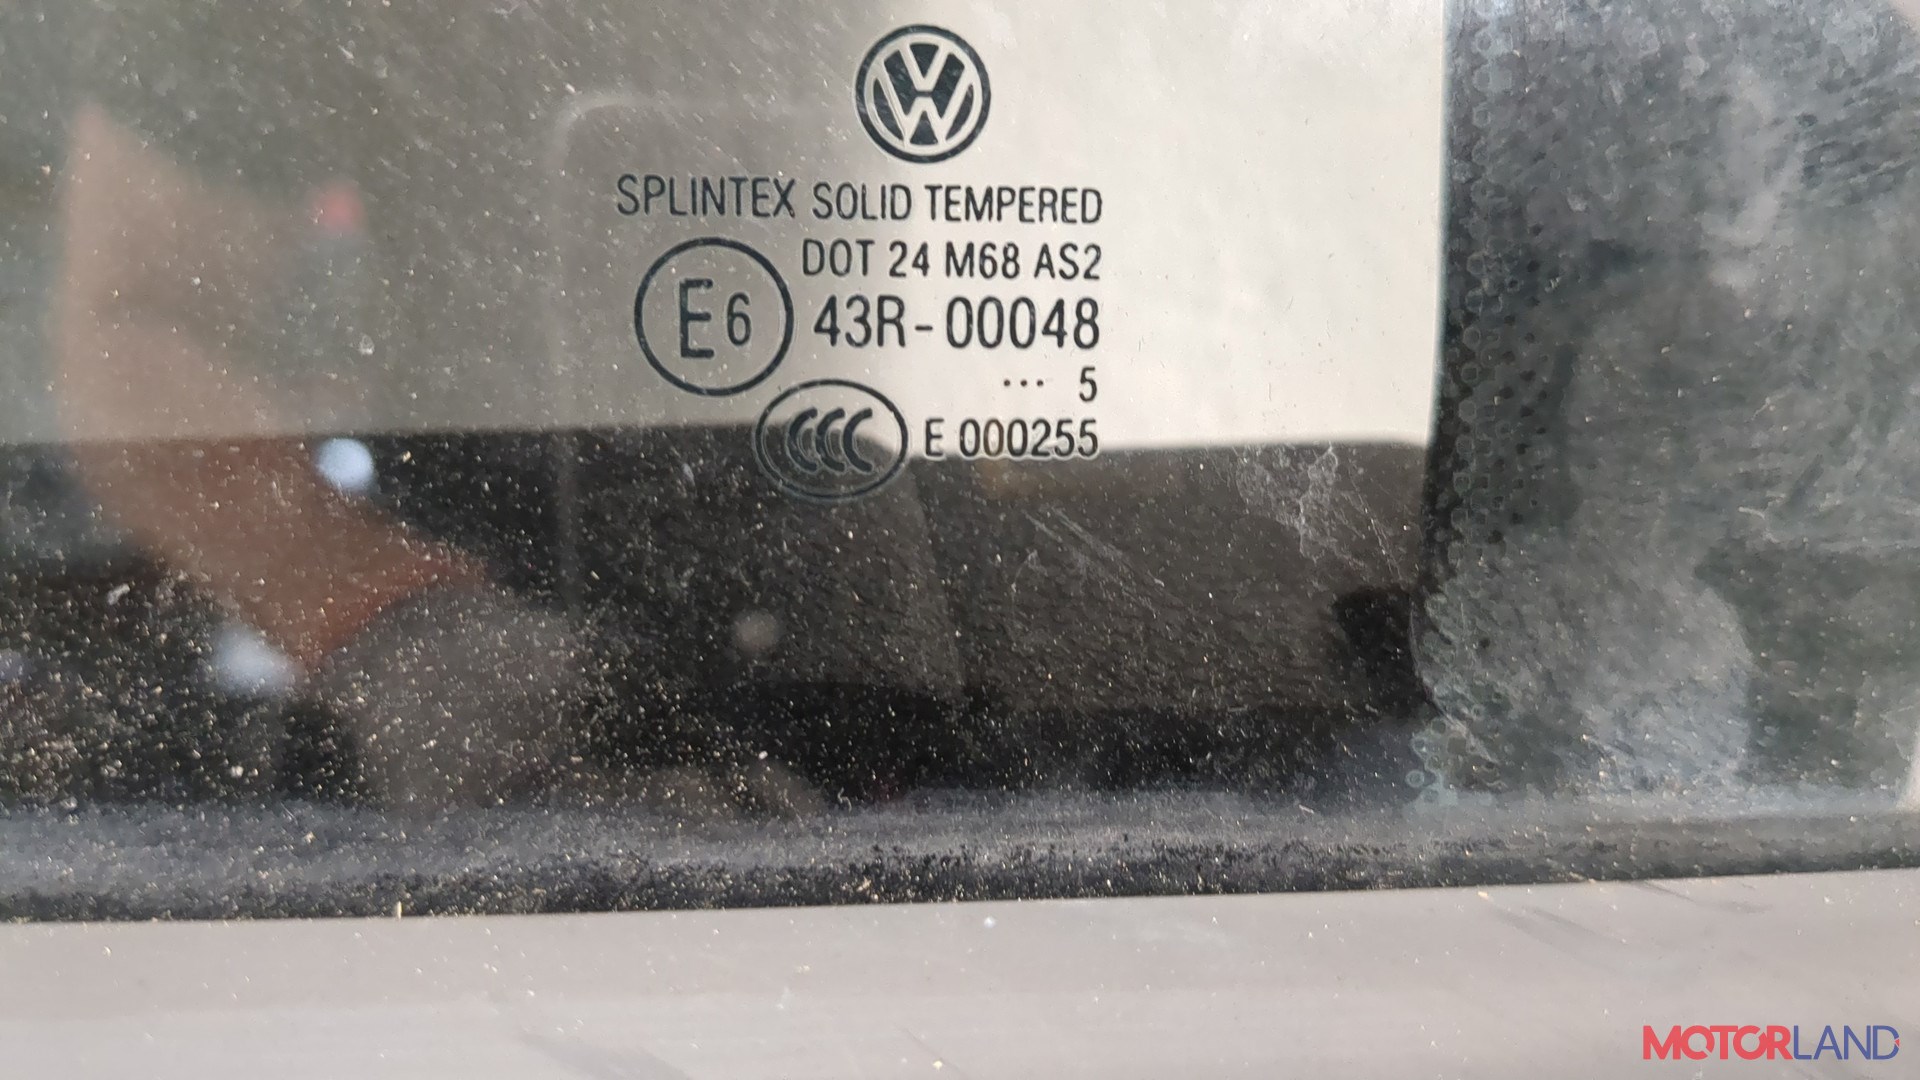 SPLINTEX SOLID TEMPERED
DOT 24 M68 AS2
E6 43R-00048
... 5
CCC E 000255
MOTORLAND